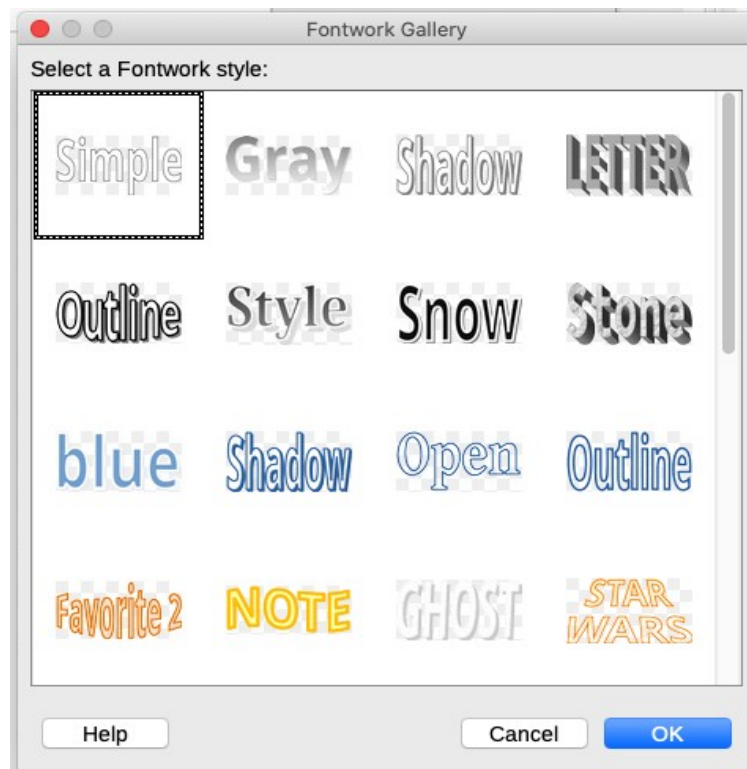 Fontwork Gallery
Select a Fontwork style:
Simple Gray Shadow LETTER
Outline Style Snow Stone
blue Shadow Open Outline
Favorite 2 NOTE GHOST STAR
WARS
Help Cancel OK